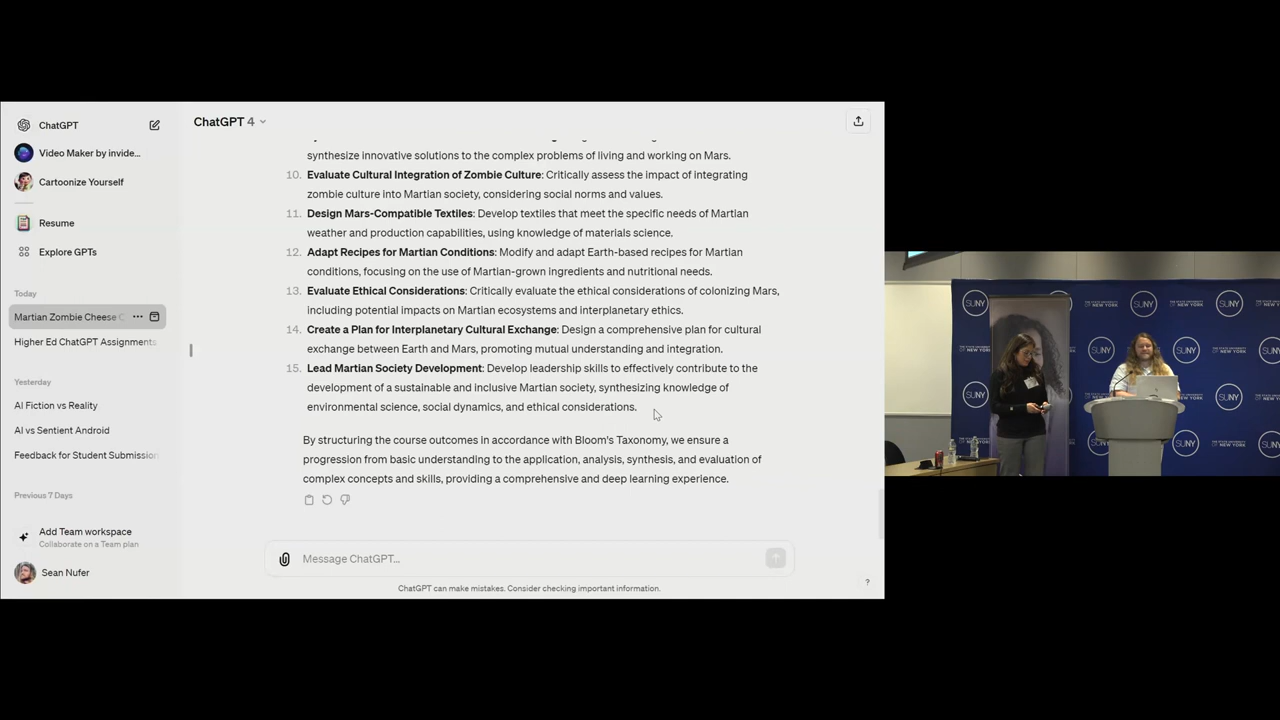 ChatGPT
Video Maker by invide...
Cartoonize Yourself
Resume
Explore GPTs
Today
Martian Zombie Cheese C
Higher Ed ChatGPT Assignments
Yesterday
AI Fiction vs Reality
AI vs Sentient Android
Feedback for Student Submission
Previous 7 Days
Add Team workspace
Collaborate on a Team plan
Sean Nufer
ChatGPT 4
synthesize innovative solutions to the complex problems of living and working on Mars.
10. Evaluate Cultural Integration of Zombie Culture: Critically assess the impact of integrating
zombie culture into Martian society, considering social norms and values.
11. Design Mars-Compatible Textiles: Develop textiles that meet the specific needs of Martian
weather and production capabilities, using knowledge of materials science.
12. Adapt Recipes for Martian Conditions: Modify and adapt Earth-based recipes for Martian
conditions, focusing on the use of Martian-grown ingredients and nutritional needs.
13. Evaluate Ethical Considerations: Critically evaluate the ethical considerations of colonizing Mars,
including potential impacts on Martian ecosystems and interplanetary ethics.
14. Create a Plan for Interplanetary Cultural Exchange: Design a comprehensive plan for cultural
exchange between Earth and Mars, promoting mutual understanding and integration.
15. Lead Martian Society Development: Develop leadership skills to effectively contribute to the
development of a sustainable and inclusive Martian society, synthesizing knowledge of
environmental science, social dynamics, and ethical considerations.
By structuring the course outcomes in accordance with Bloom's Taxonomy, we ensure a
progression from basic understanding to the application, analysis, synthesis, and evaluation of
complex concepts and skills, providing a comprehensive and deep learning experience.
Message ChatGPT...
ChatGPT can make mistakes. Consider checking important information.
?
SUNY
SUNY
SUNY
SUNY
SUNY
SUNY
SUNY
THE STATE UNIVERSITY
OF NEW YORK